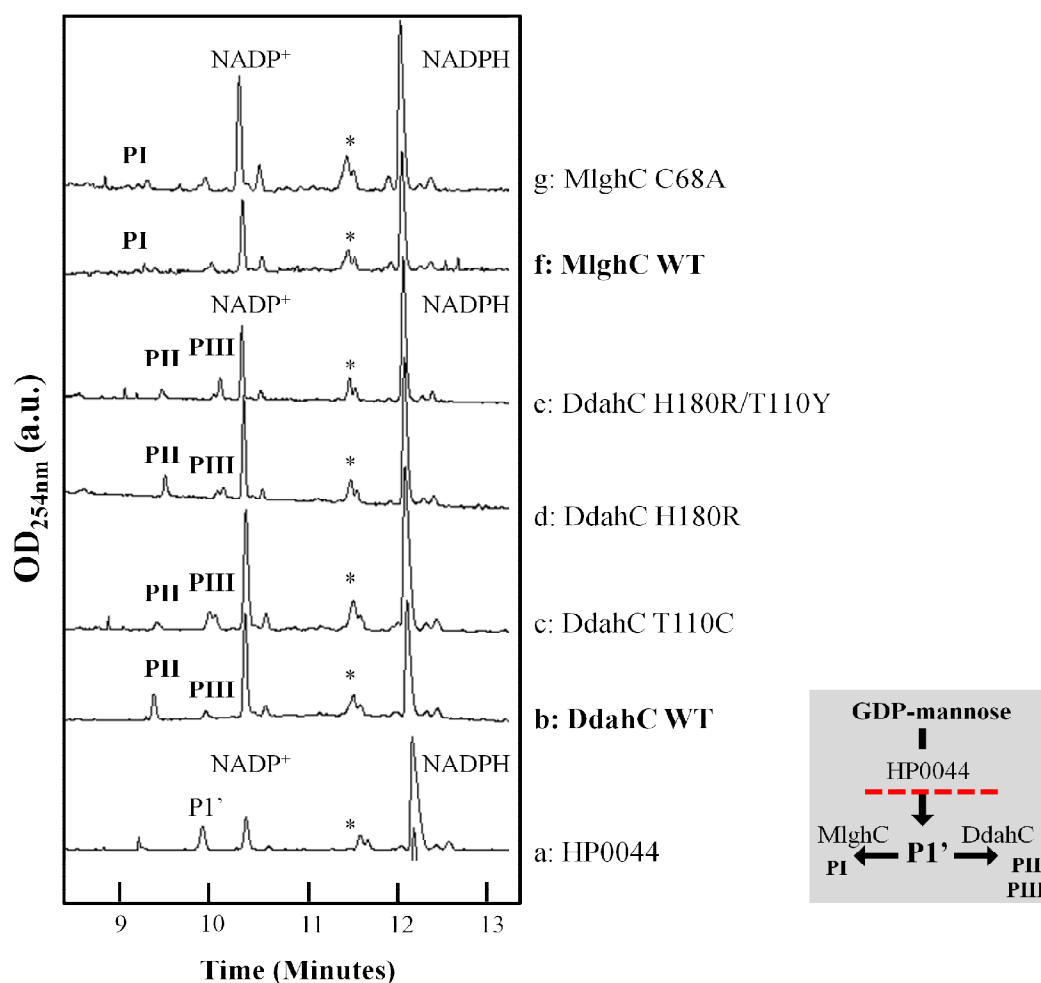 NADP+ NADPH
PI
*
g: MlghC C68A
PI
*
f: MlghC WT
NADP+ NADPH
PII PIII
*
e: DdahC H180R/T110Y
PII PIII
*
d: DdahC H180R
PII PIII
*
c: DdahC T110C
PII PIII
*
b: DdahC WT
NADP+ NADPH
P1’
*
a: HP0044
OD254nm (a.u.)
9 10 11 12 13
Time (Minutes)
GDP-mannose
HP0044
MlghC DdahC
PI P1’ PII
PIII